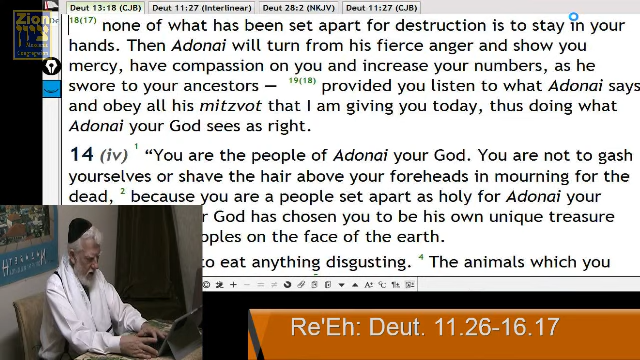 Deut 13:18 (CJB) Deut 11:27 (Interlinear) Deut 28:2 (NKJV) Deut 11:27 (CJB)
Zion
Messianic
Congregation
18(17) none of what has been set apart for destruction is to stay in your
hands. Then Adonai will turn from his fierce anger and show you
mercy, have compassion on you and increase your numbers, as he
swore to your ancestors — 19(18) provided you listen to what Adonai says
and obey all his mitzvot that I am giving you today, thus doing what
Adonai your God sees as right.
14 (iv) 1 “You are the people of Adonai your God. You are not to gash
yourselves or shave the hair above your foreheads in mourning for the
dead, 2 because you are a people set apart as holy for Adonai your
r God has chosen you to be his own unique treasure
oples on the face of the earth.
to eat anything disgusting. 4 The animals which you
Re'Eh: Deut. 11.26-16.17